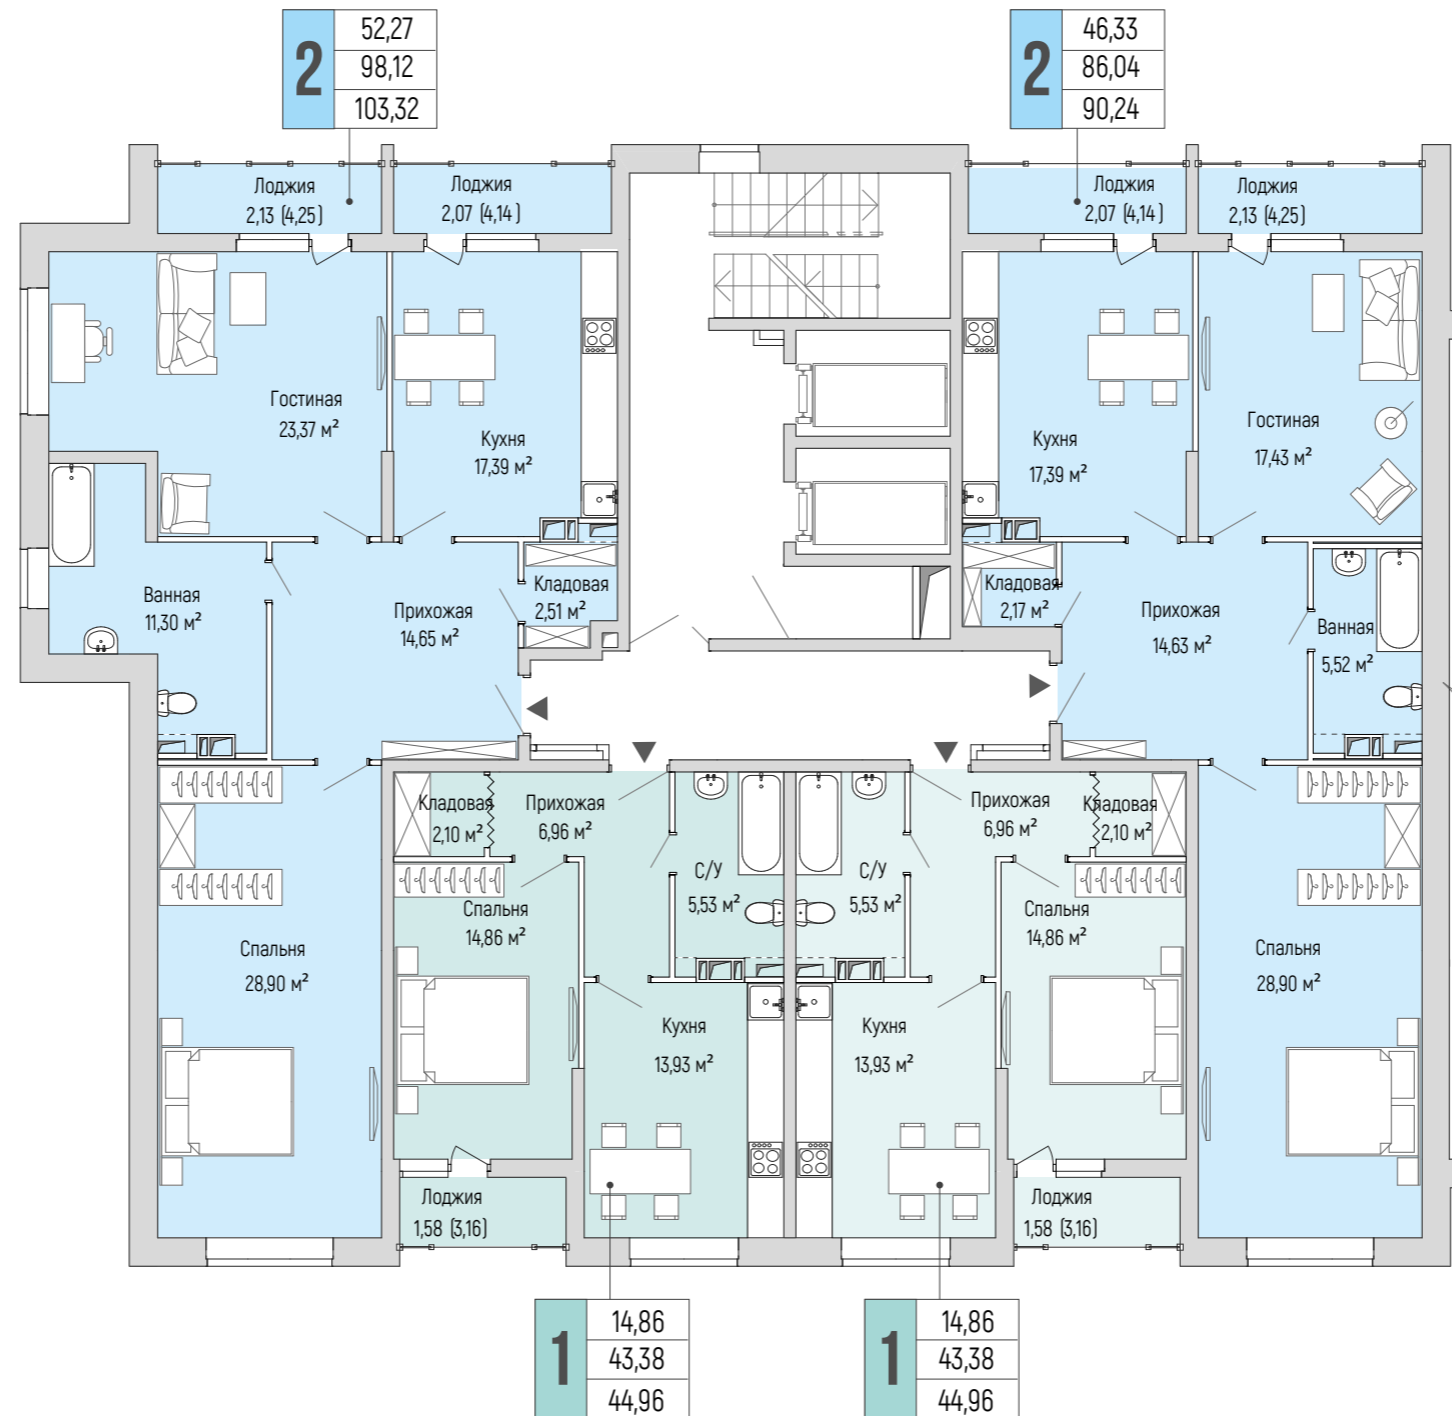 2
52,27
98,12
103,32
2
46,33
86,04
90,24
Лоджия
2,13 (4,25)
Лоджия
2,07 (4,14)
Лоджия
2,07 (4,14)
Лоджия
2,13 (4,25)
Гостиная
23,37 м²
Кухня
17,39 м²
Кухня
17,39 м²
Гостиная
17,43 м²
Ванная
11,30 м²
Прихожая
14,65 м²
Кладовая
2,51 м²
Кладовая
2,17 м²
Прихожая
14,63 м²
Ванная
5,52 м²
Кладовая
2,10 м²
Прихожая
6,96 м²
Прихожая
6,96 м²
Кладовая
2,10 м²
С/У
5,53 м²
С/У
5,53 м²
Спальня
14,86 м²
Спальня
14,86 м²
Спальня
28,90 м²
Спальня
28,90 м²
Кухня
13,93 м²
Кухня
13,93 м²
Лоджия
1,58 (3,16)
Лоджия
1,58 (3,16)
1
14,86
43,38
44,96
1
14,86
43,38
44,96